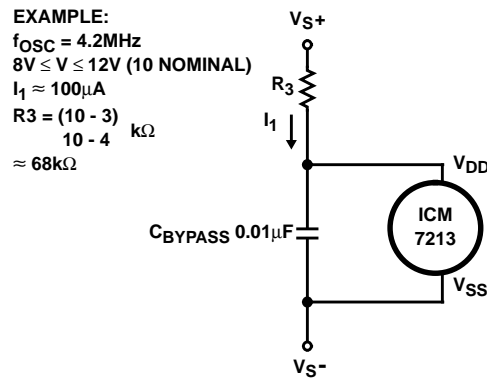 EXAMPLE:
fOSC = 4.2MHz
8V ≤ V ≤ 12V (10 NOMINAL)
I1 ≈ 100μA
R3 = (10 - 3)
10 - 4 kΩ
≈ 68kΩ
VS+
R3
I1
VDD
ICM
7213
CBYPASS 0.01μF
VSS
VS-